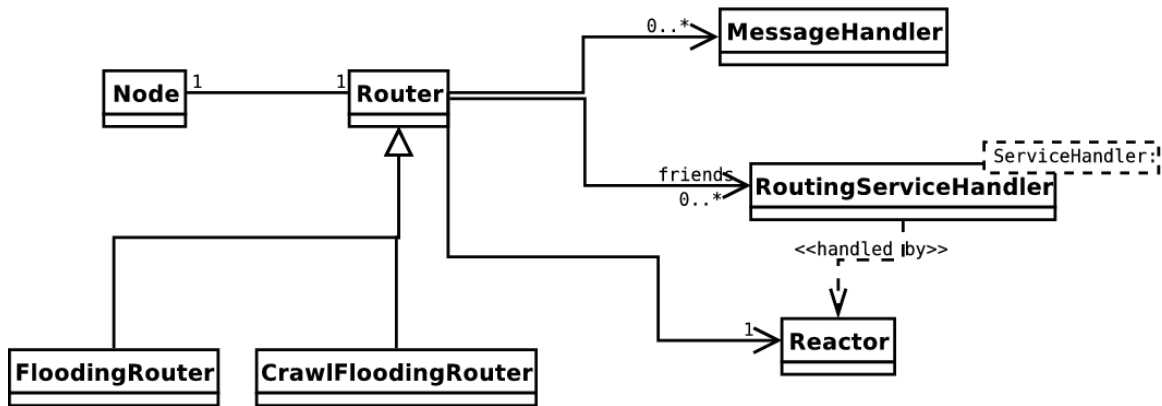 0..*
MessageHandler
Node
1
1
Router
ServiceHandler:
friends
RoutingServiceHandler
0..*
<<handled by>>
1
Reactor
FloodingRouter
CrawlFloodingRouter